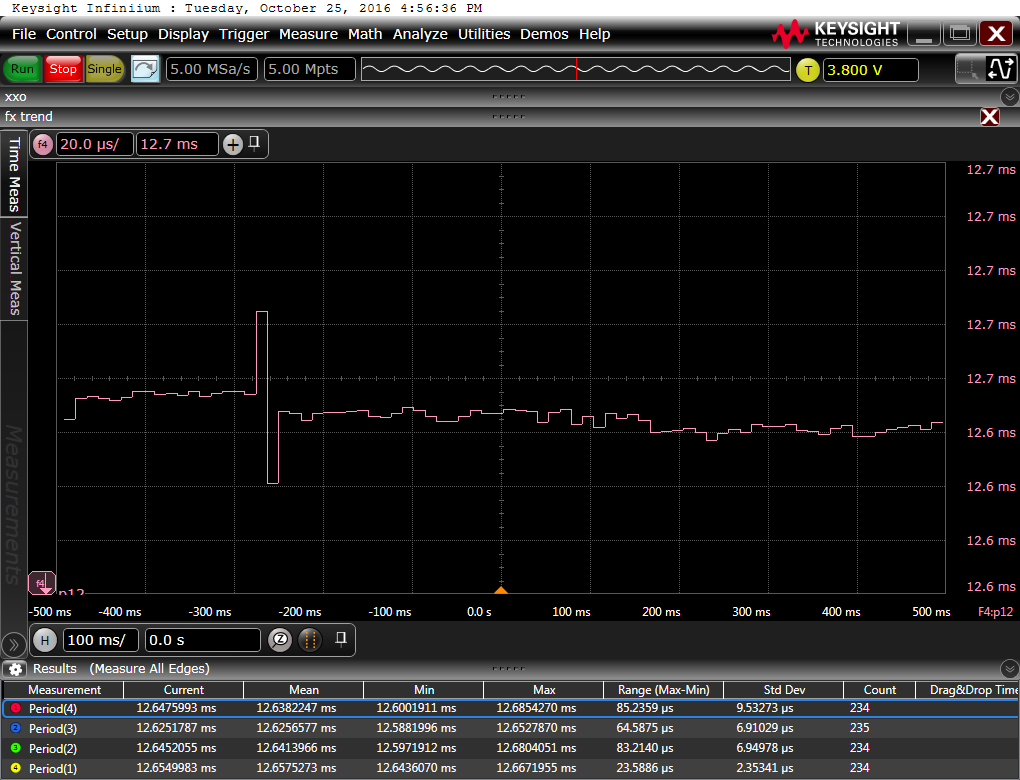 Keysight Infiniium : Tuesday, October 25, 2016 4:56:36 PM
File Control Setup Display Trigger Measure Math Analyze Utilities Demos Help
KEYSIGHT
TECHNOLOGIES
Run Stop Single 5.00 MSa/s 5.00 Mpts T 3.800 V
xxo
fx trend
Time Meas
Vertical Meas
Measurements
f4 20.0 µs/ 12.7 ms
12.7 ms
12.7 ms
12.7 ms
12.7 ms
12.7 ms
12.6 ms
12.6 ms
12.6 ms
12.6 ms
f4 p12
-500 ms -400 ms -300 ms -200 ms -100 ms 0.0 s 100 ms 200 ms 300 ms 400 ms 500 ms F4:p12
H 100 ms/ 0.0 s Z
Results (Measure All Edges)
Measurement Current Mean Min Max Range (Max-Min) Std Dev Count Drag&Drop Time
1 Period(4) 12.6475993 ms 12.6382247 ms 12.6001911 ms 12.6854270 ms 85.2359 µs 9.53273 µs 234
2 Period(3) 12.6251787 ms 12.6256577 ms 12.5881996 ms 12.6527870 ms 64.5875 µs 6.91029 µs 235
3 Period(2) 12.6452055 ms 12.6413966 ms 12.5971912 ms 12.6804051 ms 83.2140 µs 6.94978 µs 234
4 Period(1) 12.6549983 ms 12.6575273 ms 12.6436070 ms 12.6671955 ms 23.5886 µs 2.35341 µs 234